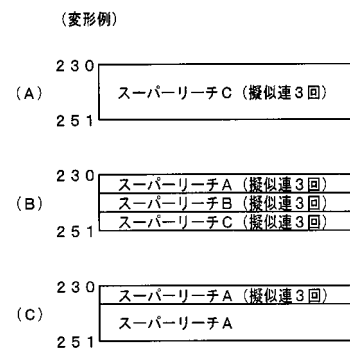 （変形例）
２３０
（A） スーパーリーチC（擬似連３回）
２５１
２３０
スーパーリーチA（擬似連３回）
（B） スーパーリーチB（擬似連３回）
スーパーリーチC（擬似連３回）
２５１
２３０
スーパーリーチA（擬似連３回）
（C） スーパーリーチA
２５１